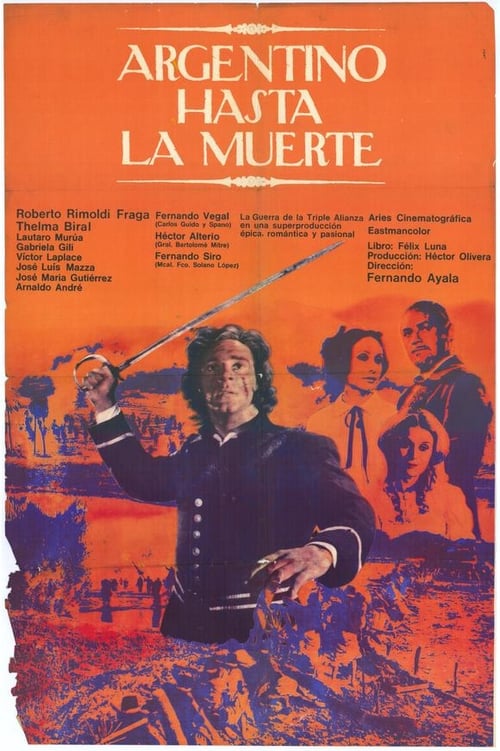 ARGENTINO
HASTA
LA MUERTE
Roberto Rimoldi Fraga
Thelma Biral
Lautaro Murúa
Gabriela Gili
Víctor Laplace
José Luis Mazza
José María Gutiérrez
Arnaldo André
Fernando Vegal
(Carlos Guido y Spano)
Héctor Alterio
(Gral. Bartolomé Mitre)
Fernando Siro
(Mcal. Fco. Solano López)
La Guerra de la Triple Alianza
en una superproducción
épica, romántica y pasional
Aries Cinematográfica
Eastmancolor
Libro: Félix Luna
Producción: Héctor Olivera
Dirección:
Fernando Ayala